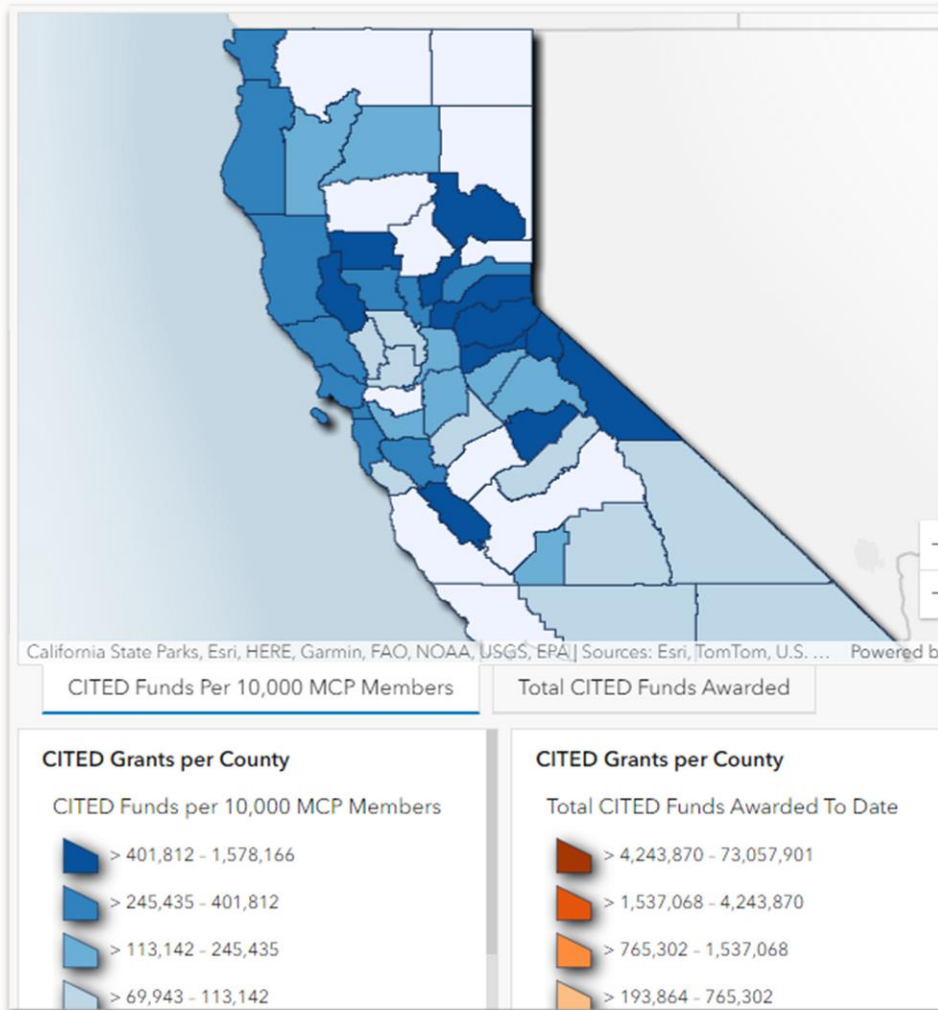 California State Parks, Esri, HERE, Garmin, FAO, NOAA, USGS, EPA | Sources: Esri, TomTom, U.S. ... Powered b
CITED Funds Per 10,000 MCP Members
Total CITED Funds Awarded
CITED Grants per County
CITED Funds per 10,000 MCP Members
> 401,812 - 1,578,166
> 245,435 - 401,812
> 113,142 - 245,435
> 69,943 - 113,142
CITED Grants per County
Total CITED Funds Awarded To Date
> 4,243,870 - 73,057,901
> 1,537,068 - 4,243,870
> 765,302 - 1,537,068
> 193,864 - 765,302